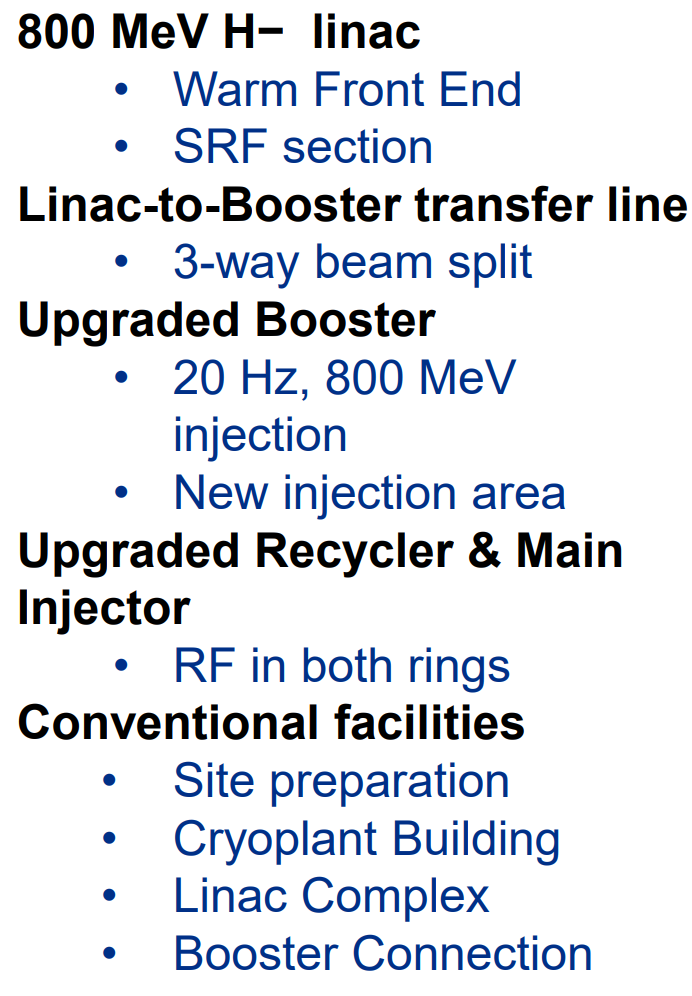 800 MeV H− linac
• Warm Front End
• SRF section
Linac-to-Booster transfer line
• 3-way beam split
Upgraded Booster
• 20 Hz, 800 MeV
injection
• New injection area
Upgraded Recycler & Main
Injector
• RF in both rings
Conventional facilities
• Site preparation
• Cryoplant Building
• Linac Complex
• Booster Connection